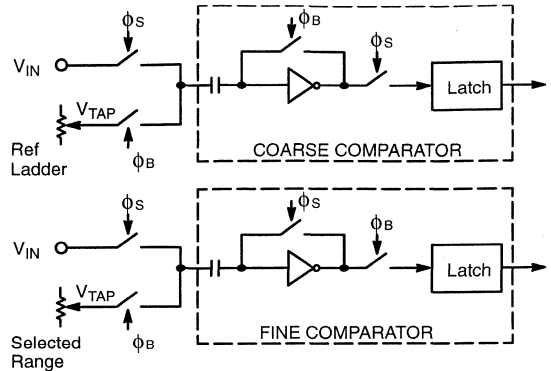 ϕS
ϕB
ϕS
VIN
VTAP
Latch
Ref
Ladder
ϕB
COARSE COMPARATOR
ϕS
ϕS
ϕB
VIN
VTAP
Latch
Selected
Range
ϕB
FINE COMPARATOR